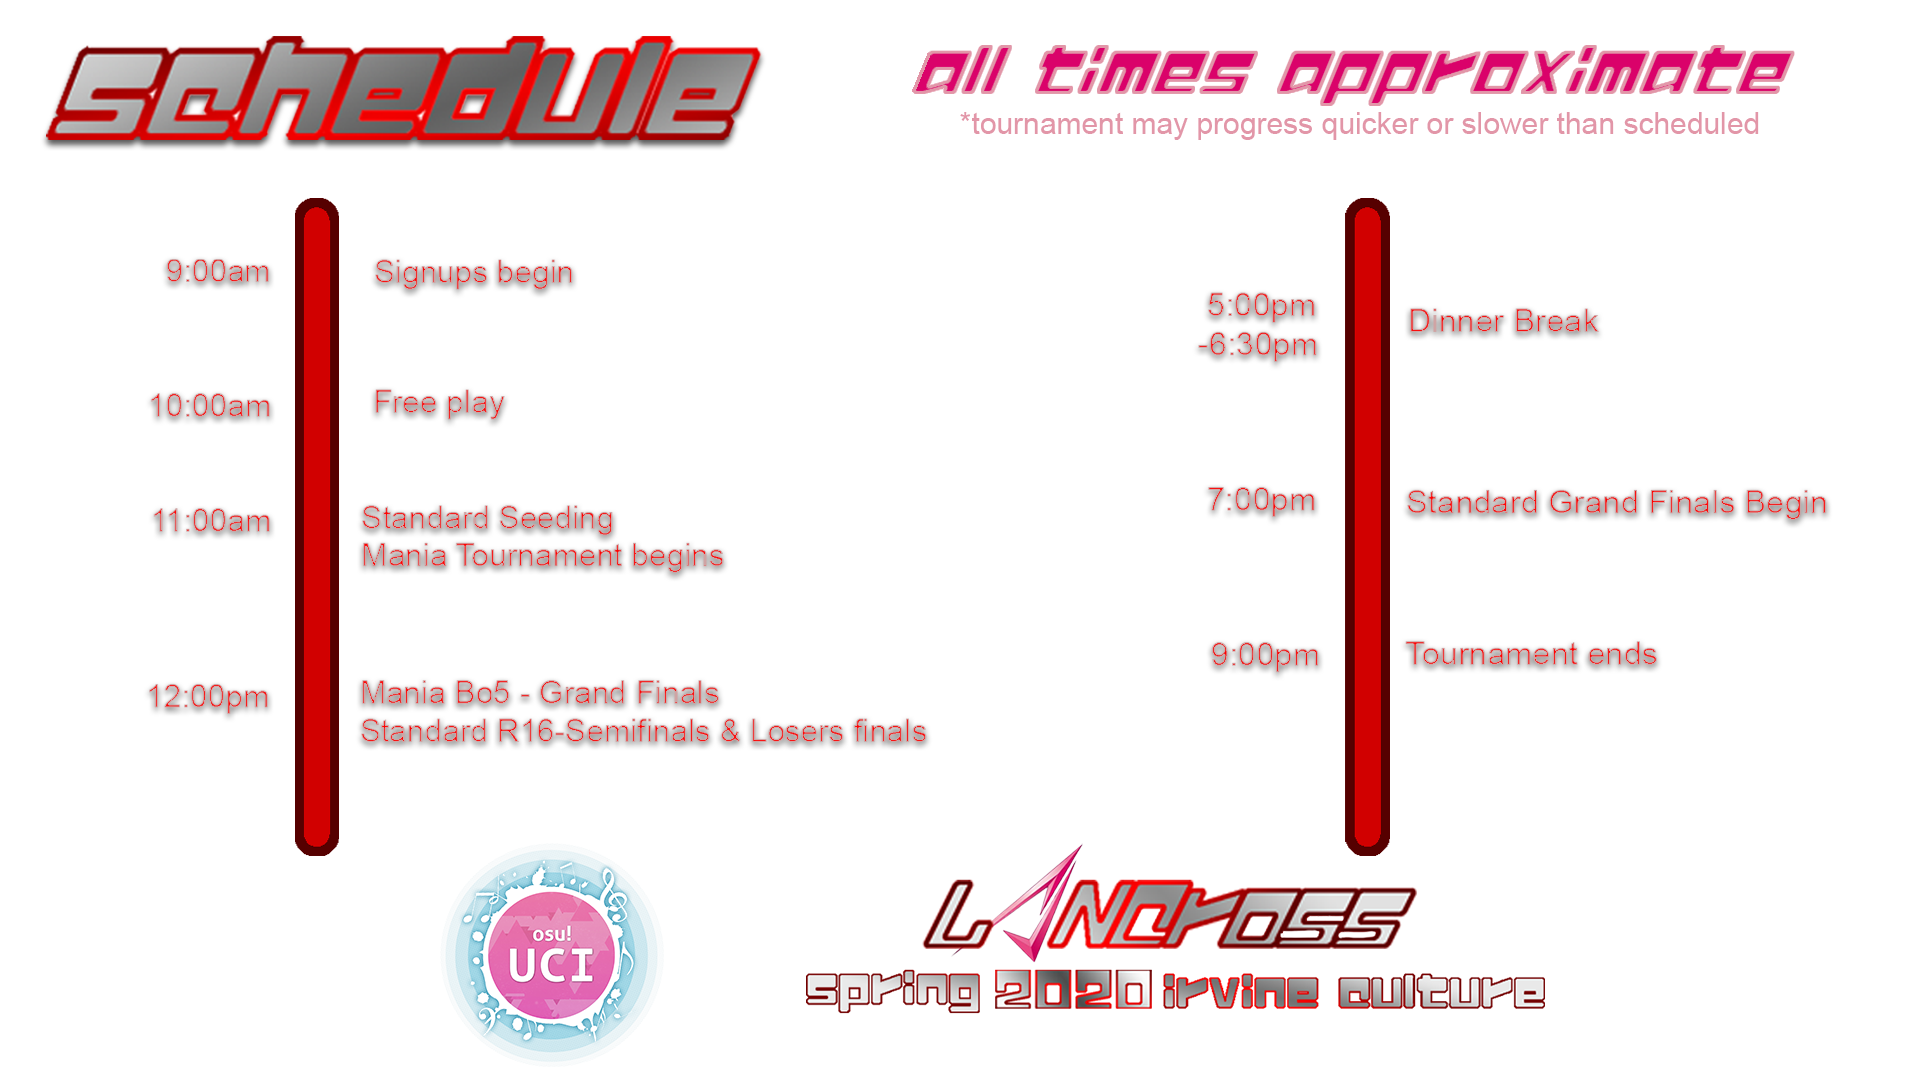 schedule
all times approximate
*tournament may progress quicker or slower than scheduled
9:00am
Signups begin
10:00am
Free play
11:00am
Standard Seeding
Mania Tournament begins
12:00pm
Mania Bo5 - Grand Finals
Standard R16-Semifinals & Losers finals
5:00pm
-6:30pm
Dinner Break
7:00pm
Standard Grand Finals Begin
9:00pm
Tournament ends
osu!
UCI
LANCross
spring 2020 irvine culture